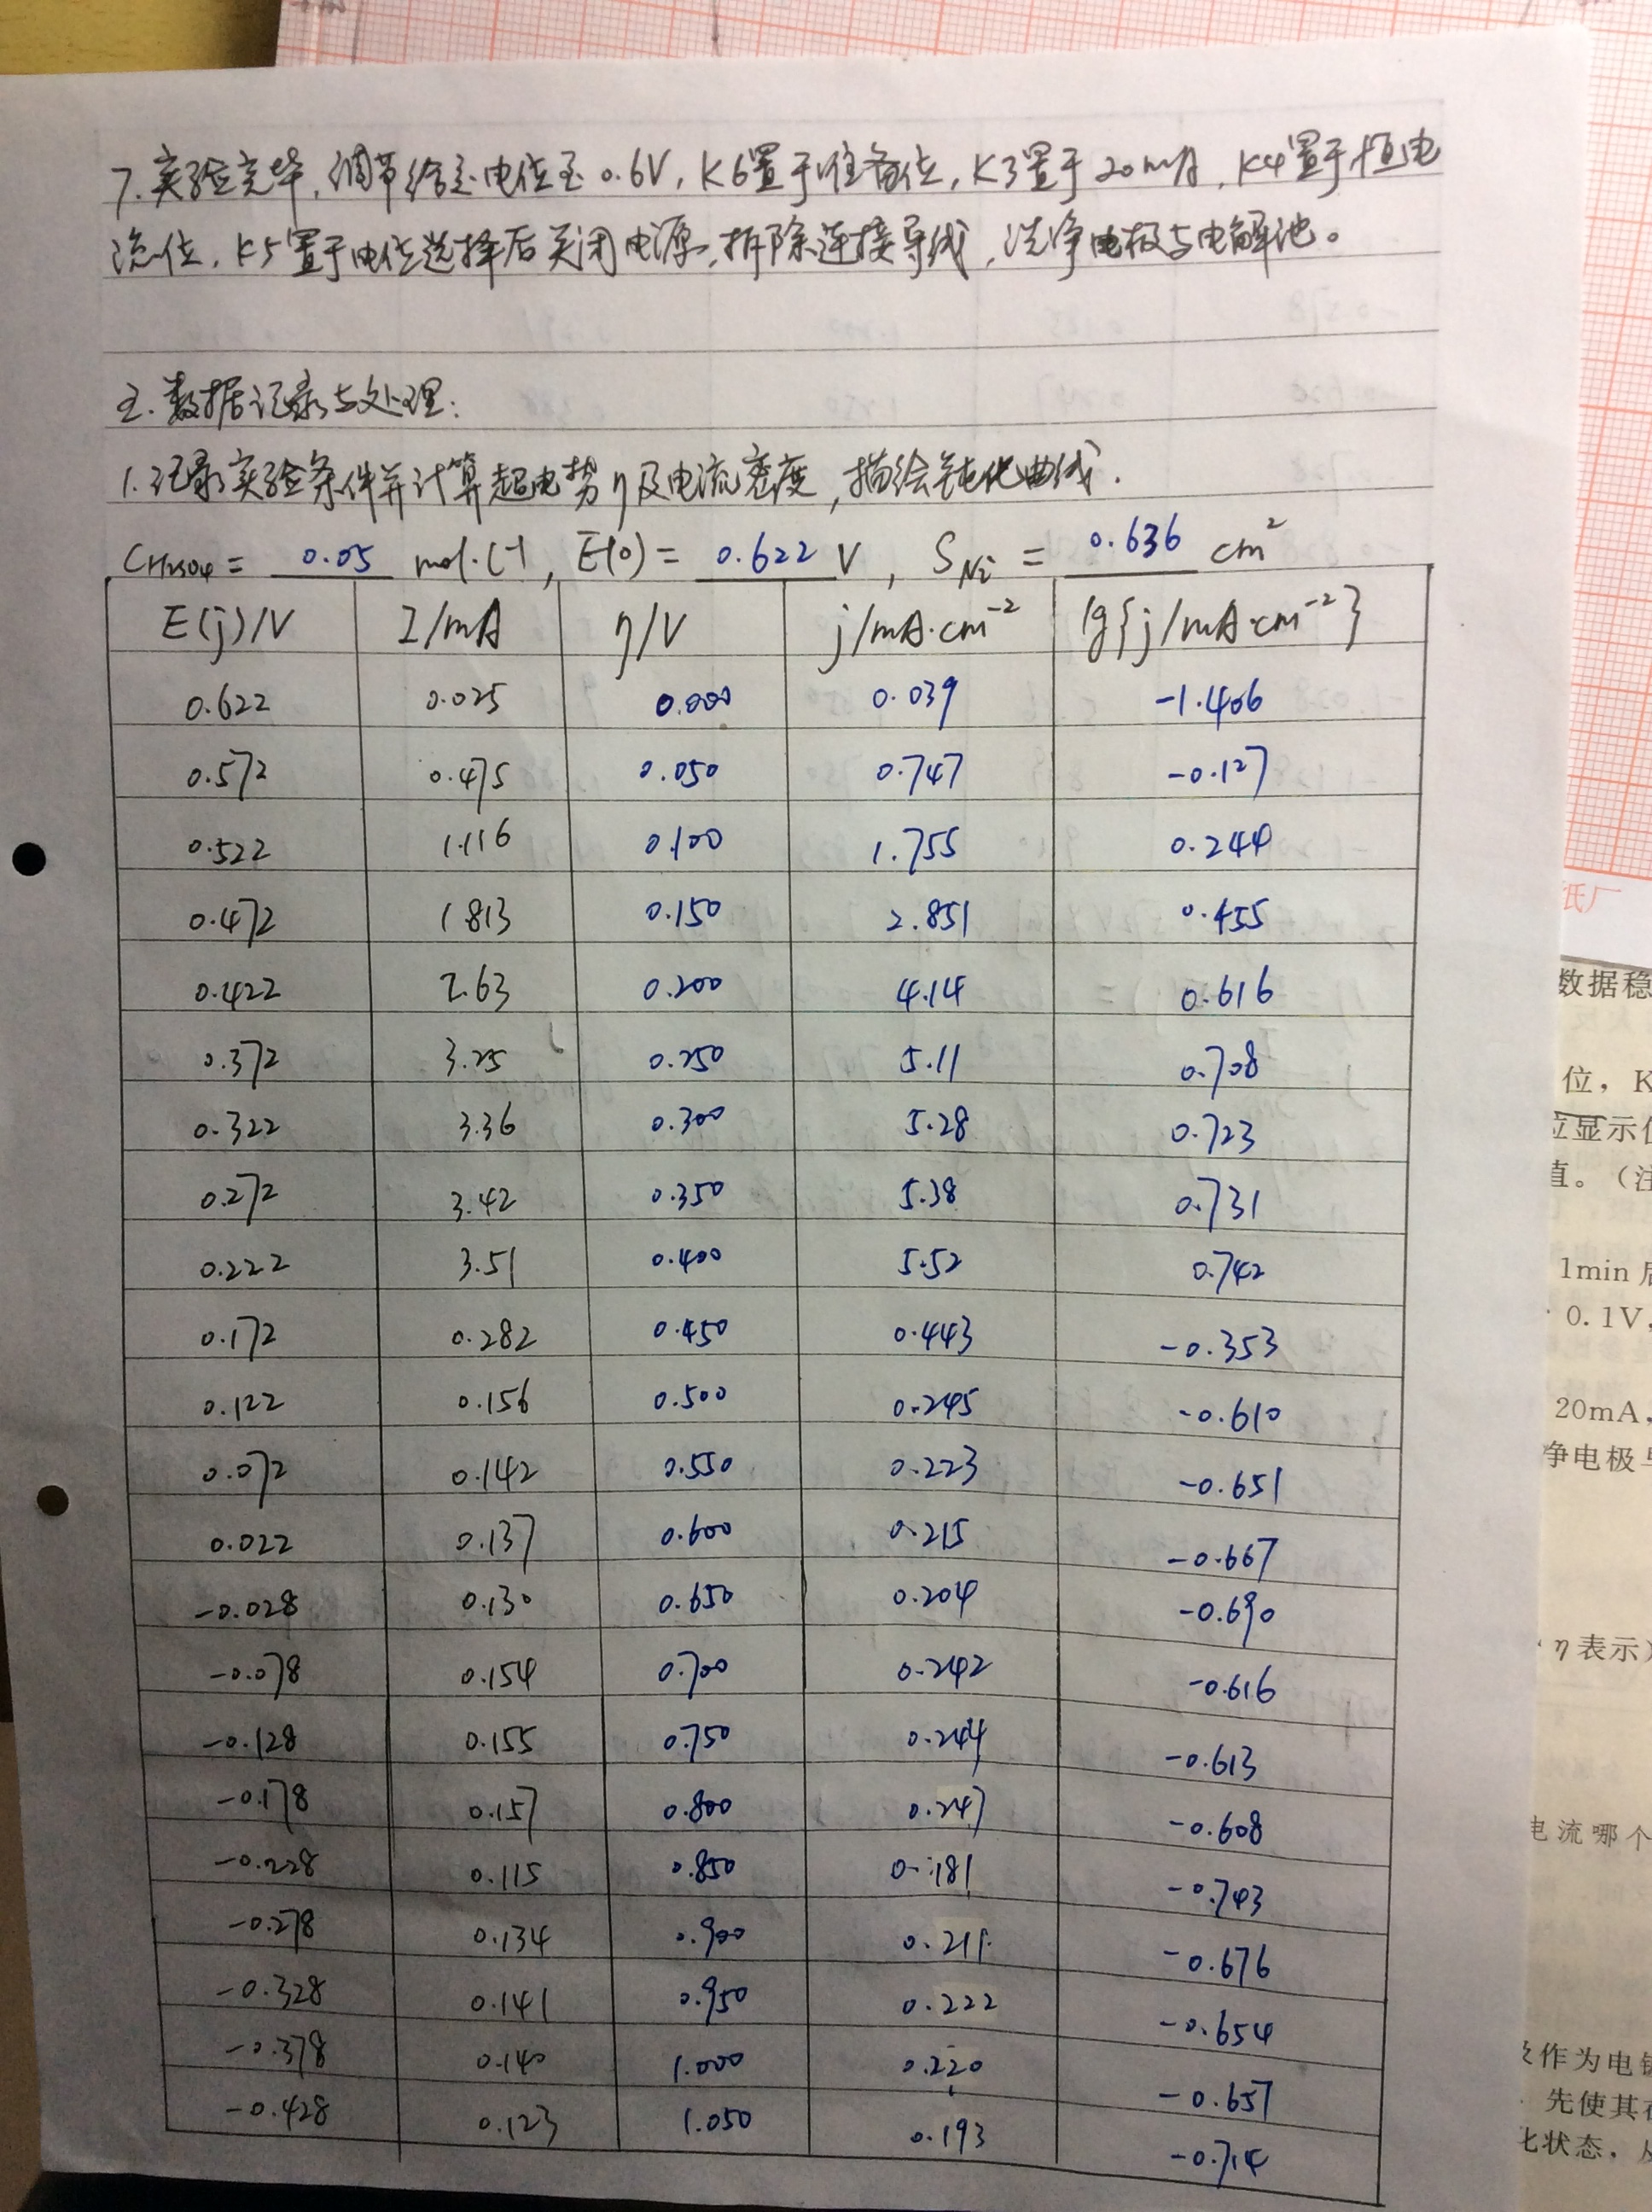 7.实验完毕,调节给定电位至0.6V,K6置于准备位,K3置于20mA,K4置于恒电
流位,K5置于电位选择后关闭电源,拆除连接导线,洗净电极与电解池。
五.数据记录与处理:
1.记录实验条件并计算超电势η及电流密度,描绘钝化曲线.
CH2SO4 = 0.05 mol·L-1, E(0) = 0.622 V, SNi = 0.636 cm²
E(j)/V I/mA η/V j/mA·cm⁻² lg{j/mA·cm⁻²}
0.622 0.025 0.000 0.039 -1.406
0.572 0.475 0.050 0.747 -0.127
0.522 1.116 0.100 1.755 0.244
0.472 1.813 0.150 2.851 0.455
0.422 2.63 0.200 4.14 0.616
0.372 3.25 0.250 5.11 0.708
0.322 3.36 0.300 5.28 0.723
0.272 3.42 0.350 5.38 0.731
0.222 3.51 0.400 5.52 0.742
0.172 0.282 0.450 0.443 -0.353
0.122 0.156 0.500 0.245 -0.610
0.072 0.142 0.550 0.223 -0.651
0.022 0.137 0.600 0.215 -0.667
-0.028 0.130 0.650 0.204 -0.690
-0.078 0.154 0.700 0.242 -0.616
-0.128 0.155 0.750 0.244 -0.613
-0.178 0.157 0.800 0.247 -0.608
-0.228 0.115 0.850 0.181 -0.743
-0.278 0.134 0.900 0.211 -0.676
-0.328 0.141 0.950 0.222 -0.654
-0.378 0.140 1.000 0.220 -0.657
-0.428 0.123 1.050 0.193 -0.714
纸厂
数据稳
位,K
应显示
值。(注
1min 后
0.1V,
20mA,
净电极
η表示)
电流哪个
及作为电
先使其
化状态,